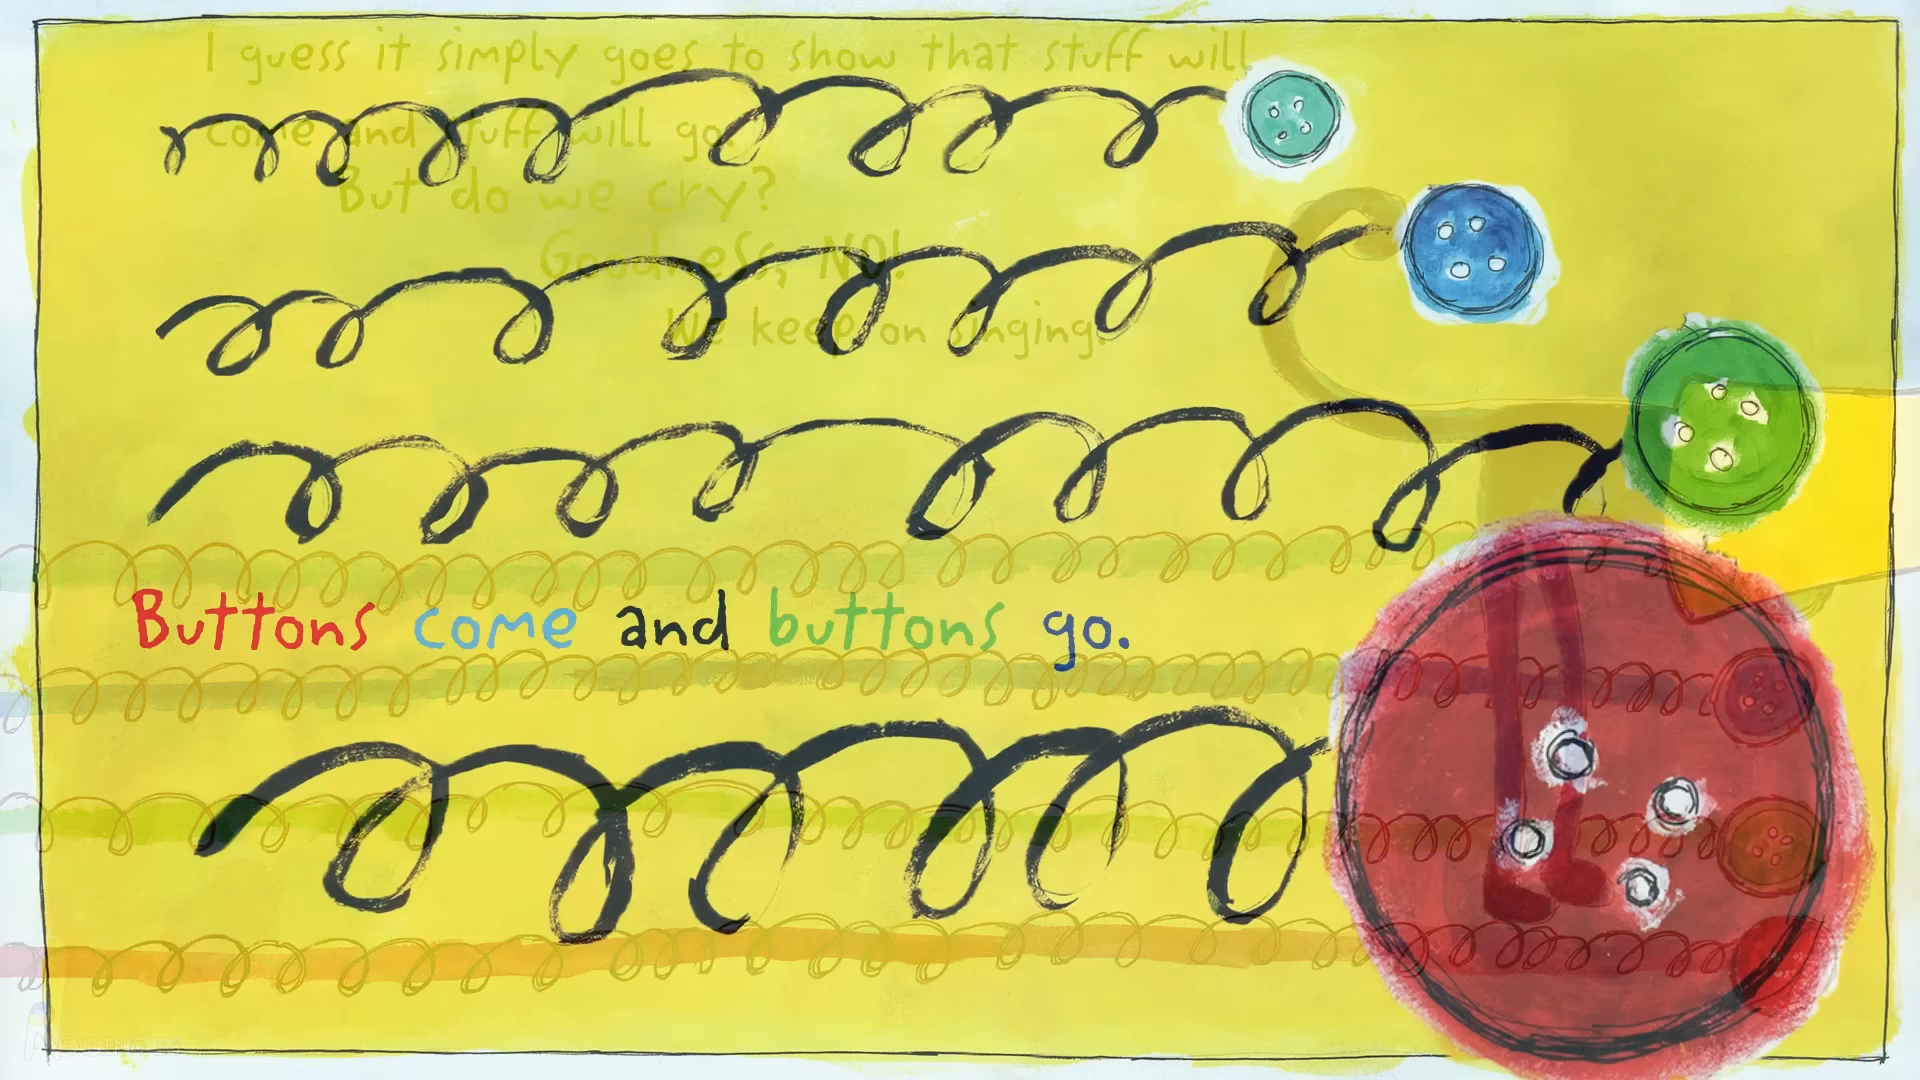 I guess it simply goes to show that stuff will
come and stuff will go.
But do we cry?
Goodness, NO!
We keep on singing.
Buttons come and buttons go.